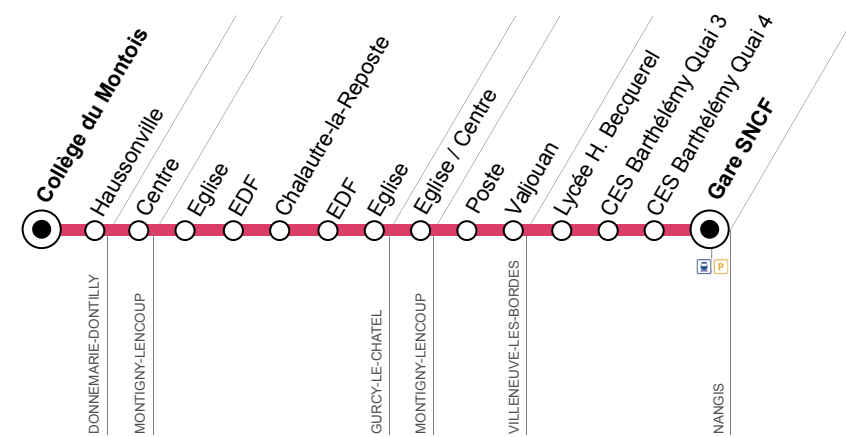 Collège du Montois
Haussonville
Centre
Eglise
EDF
Chalautre-la-Reposte
EDF
Eglise
Eglise / Centre
Poste
Valjouan
Lycée H. Becquerel
CES Barthélémy Quai 3
CES Barthélémy Quai 4
Gare SNCF
P
DONNEMARIE-DONTILLY
MONTIGNY-LENCOUP
GURCY-LE-CHATEL
MONTIGNY-LENCOUP
VILLENEUVE-LES-BORDES
NANGIS